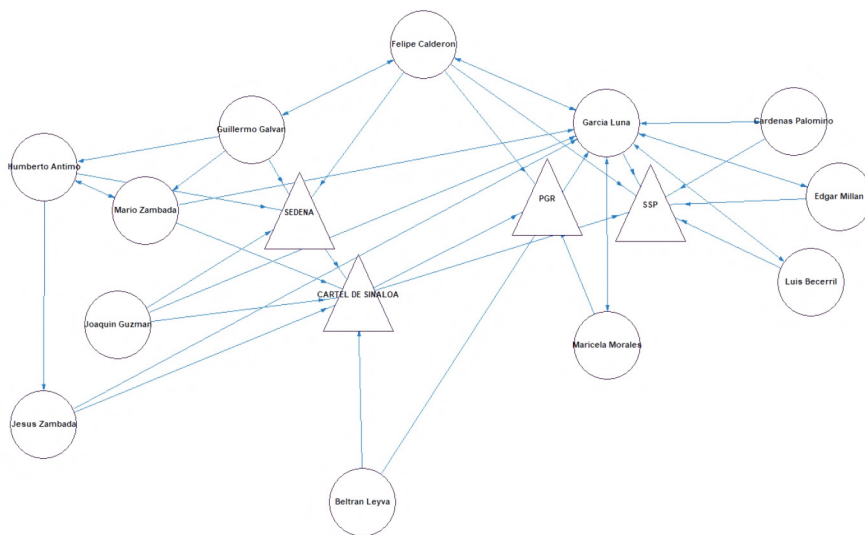 Felipe Calderon
Guillermo Galvan
Garcia Luna
Cardenas Palomino
Humberto Antimo
Mario Zambada
SEDENA
PGR
SSP
Edgar Millan
Luis Becerril
CARTEL DE SINALOA
Joaquin Guzman
Maricela Morales
Jesus Zambada
Beltran Leyva